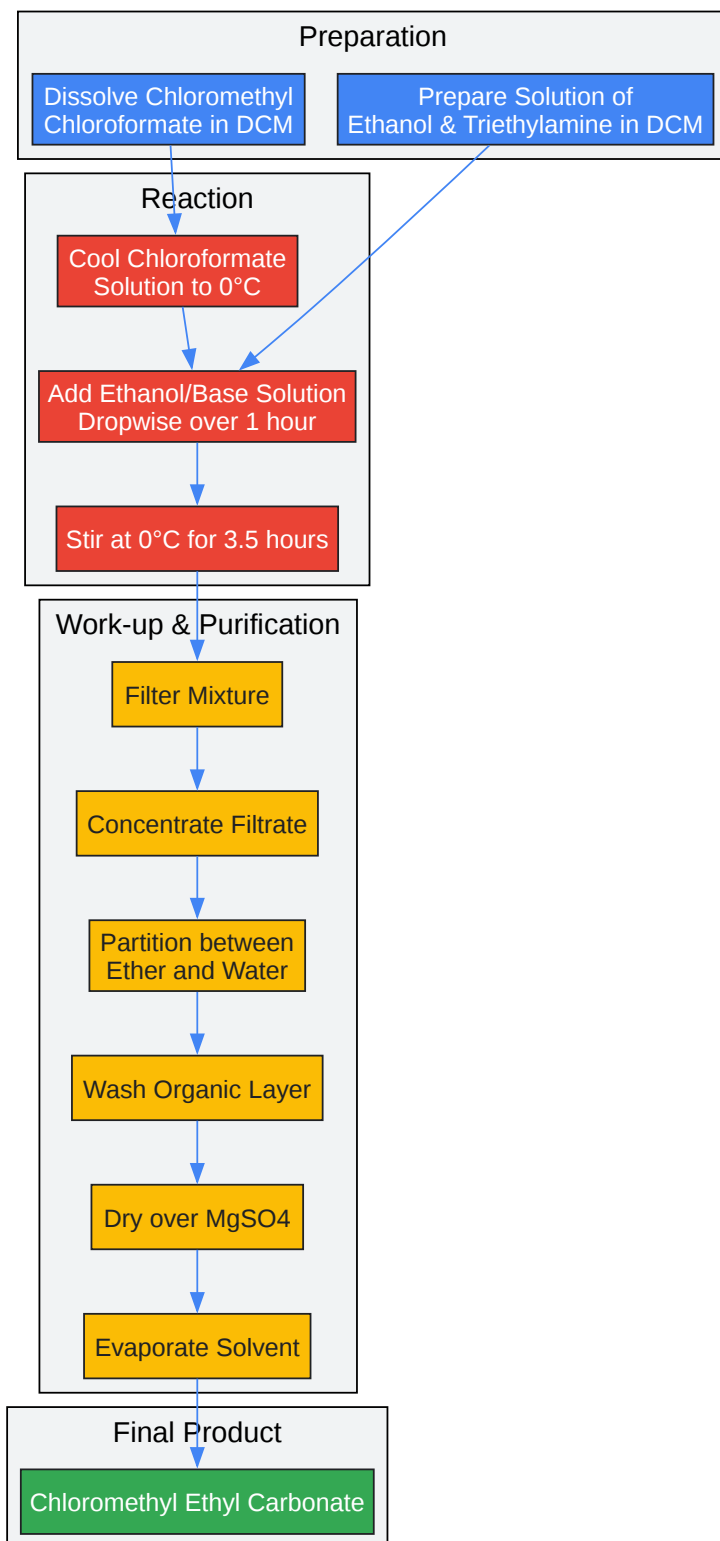 Preparation
Dissolve Chloromethyl
Chloroformate in DCM
Prepare Solution of
Ethanol & Triethylamine in DCM
Reaction
Cool Chloroformate
Solution to 0°C
Add Ethanol/Base Solution
Dropwise over 1 hour
Stir at 0°C for 3.5 hours
Work-up & Purification
Filter Mixture
Concentrate Filtrate
Partition between
Ether and Water
Wash Organic Layer
Dry over MgSO4
Evaporate Solvent
Final Product
Chloromethyl Ethyl Carbonate